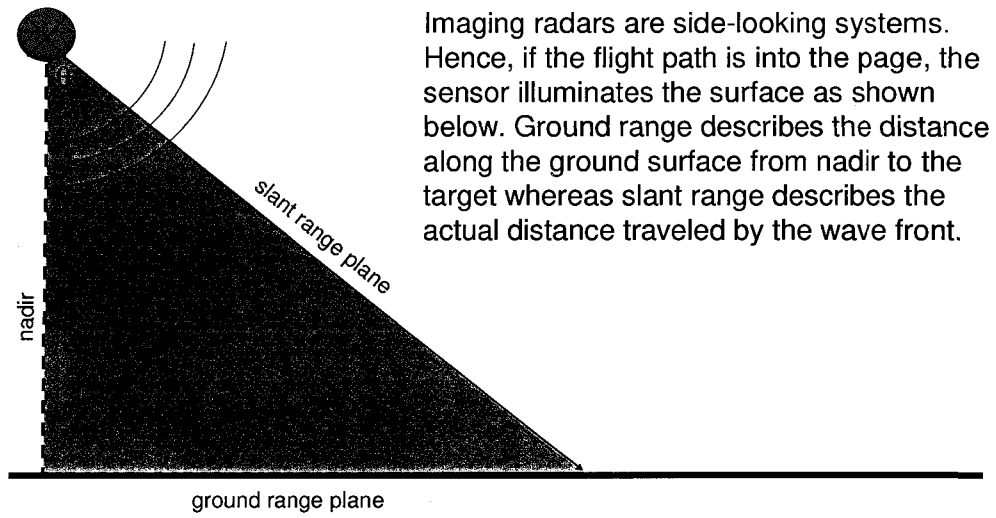 Imaging radars are side-looking systems.
Hence, if the flight path is into the page, the
sensor illuminates the surface as shown
below. Ground range describes the distance
along the ground surface from nadir to the
target whereas slant range describes the
actual distance traveled by the wave front.
slant range plane
nadir
ground range plane